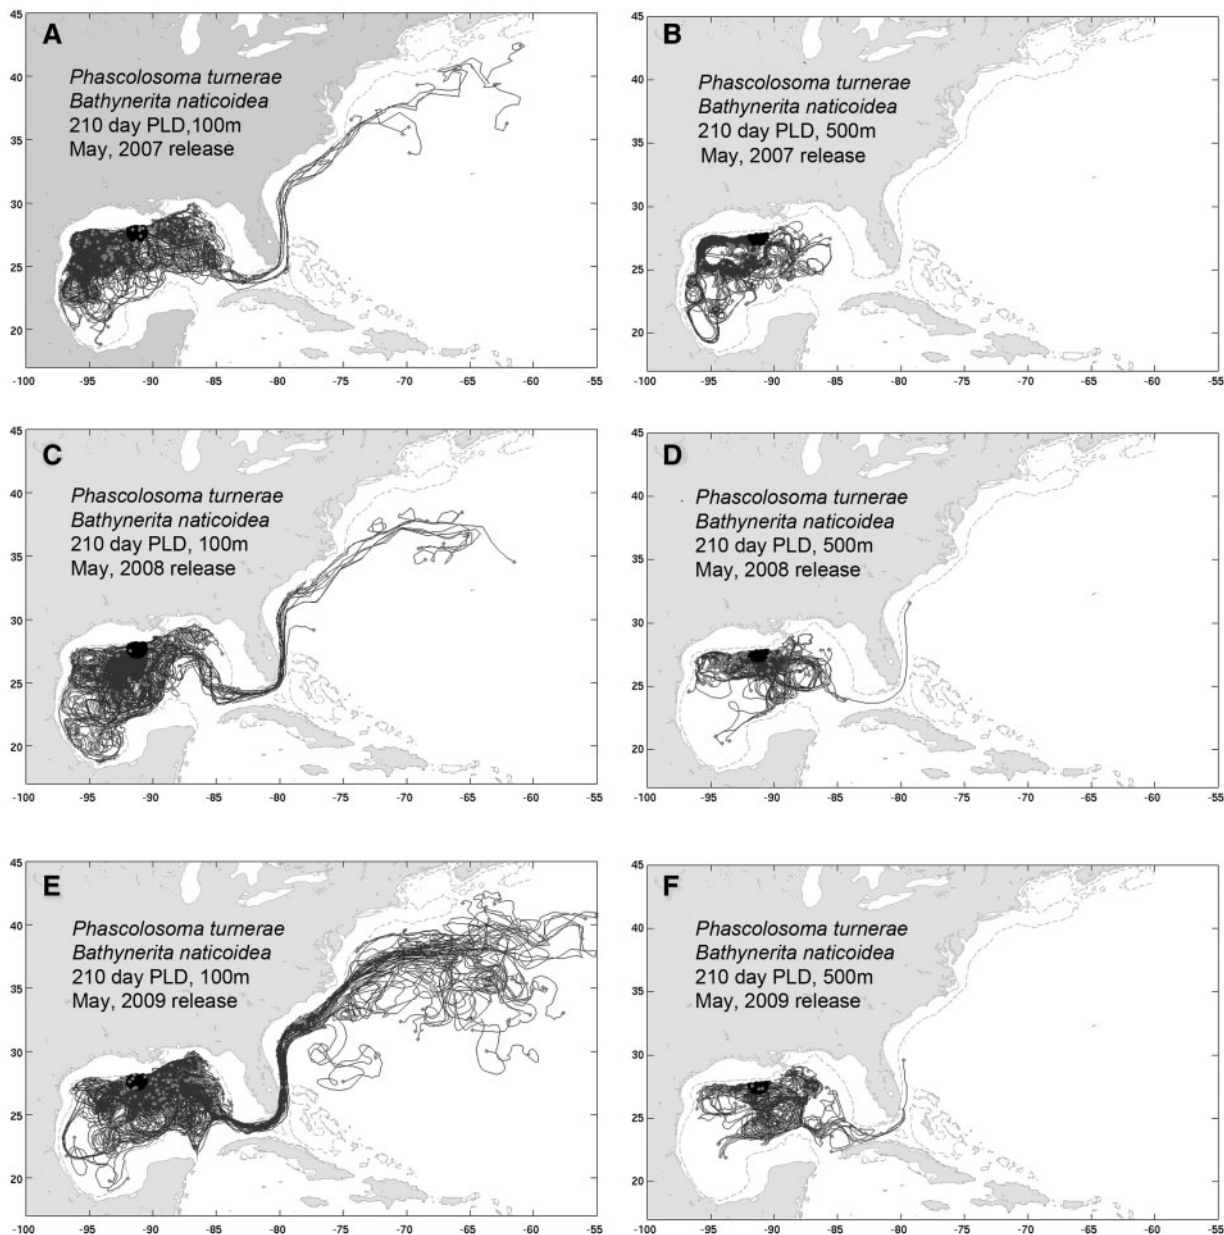 A
Phascolosoma turnerae
Bathynerita naticoidea
210 day PLD,100m
May, 2007 release
45
40
35
30
25
20
-100 -95 -90 -85 -80 -75 -70 -65 -60 -55
B
Phascolosoma turnerae
Bathynerita naticoidea
210 day PLD, 500m
May, 2007 release
45
40
35
30
25
20
-100 -95 -90 -85 -80 -75 -70 -65 -60 -55
C
Phascolosoma turnerae
Bathynerita naticoidea
210 day PLD, 100m
May, 2008 release
45
40
35
30
25
20
-100 -95 -90 -85 -80 -75 -70 -65 -60 -55
D
Phascolosoma turnerae
Bathynerita naticoidea
210 day PLD, 500m
May, 2008 release
45
40
35
30
25
20
-100 -95 -90 -85 -80 -75 -70 -65 -60 -55
E
Phascolosoma turnerae
Bathynerita naticoidea
210 day PLD, 100m
May, 2009 release
45
40
35
30
25
20
-100 -95 -90 -85 -80 -75 -70 -65 -60 -55
F
Phascolosoma turnerae
Bathynerita naticoidea
210 day PLD, 500m
May, 2009 release
45
40
35
30
25
20
-100 -95 -90 -85 -80 -75 -70 -65 -60 -55